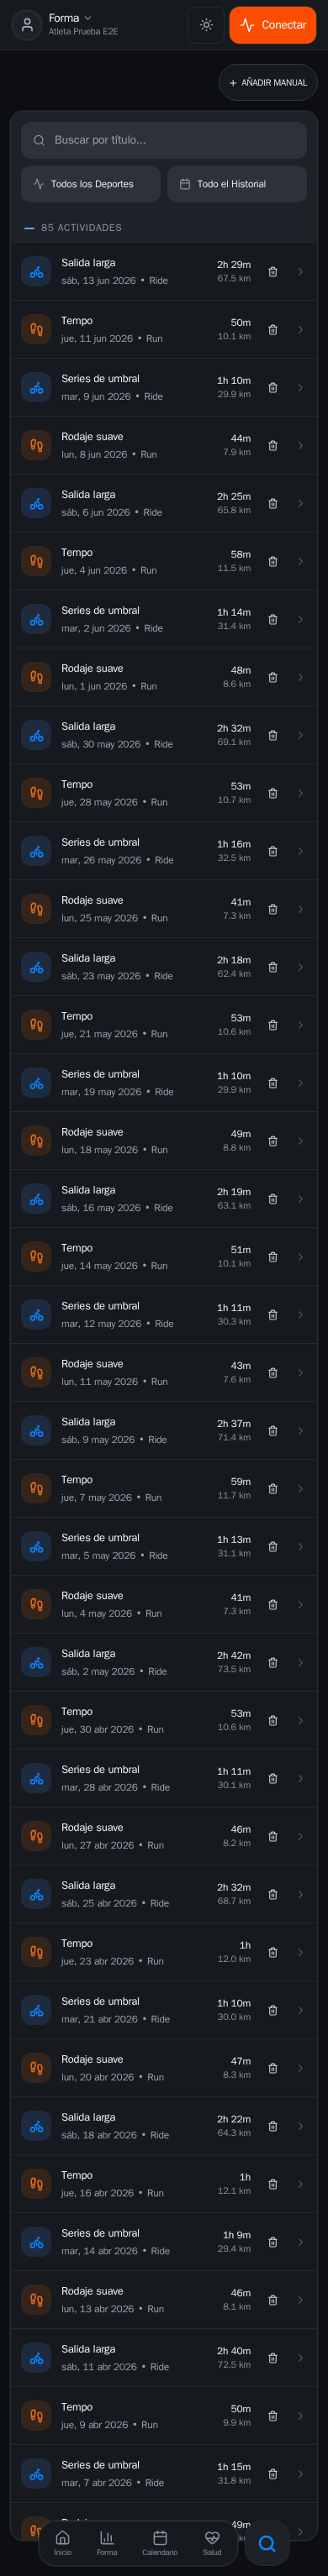 Forma
Atleta Prueba E2E
Conectar
+ AÑADIR MANUAL
Buscar por título...
Todos los Deportes
Todo el Historial
85 ACTIVIDADES
Salida larga
2h 29m
sáb, 13 jun 2026 • Ride
67.5 km
Tempo
50m
jue, 11 jun 2026 • Run
10.1 km
Series de umbral
1h 10m
mar, 9 jun 2026 • Ride
29.9 km
Rodaje suave
44m
lun, 8 jun 2026 • Run
7.9 km
Salida larga
2h 25m
sáb, 6 jun 2026 • Ride
65.8 km
Tempo
58m
jue, 4 jun 2026 • Run
11.5 km
Series de umbral
1h 14m
mar, 2 jun 2026 • Ride
31.4 km
Rodaje suave
48m
lun, 1 jun 2026 • Run
8.6 km
Salida larga
2h 32m
sáb, 30 may 2026 • Ride
69.1 km
Tempo
53m
jue, 28 may 2026 • Run
10.7 km
Series de umbral
1h 16m
mar, 26 may 2026 • Ride
32.5 km
Rodaje suave
41m
lun, 25 may 2026 • Run
7.3 km
Salida larga
2h 18m
sáb, 23 may 2026 • Ride
62.4 km
Tempo
53m
jue, 21 may 2026 • Run
10.6 km
Series de umbral
1h 10m
mar, 19 may 2026 • Ride
29.9 km
Rodaje suave
49m
lun, 18 may 2026 • Run
8.8 km
Salida larga
2h 19m
sáb, 16 may 2026 • Ride
63.1 km
Tempo
51m
jue, 14 may 2026 • Run
10.1 km
Series de umbral
1h 11m
mar, 12 may 2026 • Ride
30.3 km
Rodaje suave
43m
lun, 11 may 2026 • Run
7.6 km
Salida larga
2h 37m
sáb, 9 may 2026 • Ride
71.4 km
Tempo
59m
jue, 7 may 2026 • Run
11.7 km
Series de umbral
1h 13m
mar, 5 may 2026 • Ride
31.1 km
Rodaje suave
41m
lun, 4 may 2026 • Run
7.3 km
Salida larga
2h 42m
sáb, 2 may 2026 • Ride
73.5 km
Tempo
53m
jue, 30 abr 2026 • Run
10.6 km
Series de umbral
1h 11m
mar, 28 abr 2026 • Ride
30.1 km
Rodaje suave
46m
lun, 27 abr 2026 • Run
8.2 km
Salida larga
2h 32m
sáb, 25 abr 2026 • Ride
68.7 km
Tempo
1h
jue, 23 abr 2026 • Run
12.0 km
Series de umbral
1h 10m
mar, 21 abr 2026 • Ride
30.0 km
Rodaje suave
47m
lun, 20 abr 2026 • Run
8.3 km
Salida larga
2h 22m
sáb, 18 abr 2026 • Ride
64.3 km
Tempo
1h
jue, 16 abr 2026 • Run
12.1 km
Series de umbral
1h 9m
mar, 14 abr 2026 • Ride
29.4 km
Rodaje suave
46m
lun, 13 abr 2026 • Run
8.1 km
Salida larga
2h 40m
sáb, 11 abr 2026 • Ride
72.5 km
Tempo
50m
jue, 9 abr 2026 • Run
9.9 km
Series de umbral
1h 15m
mar, 7 abr 2026 • Ride
31.8 km
49m
Inicio
Forma
Calendario
Salud